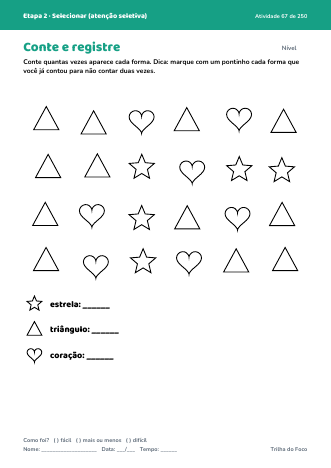 Etapa 2 · Selecionar (atenção seletiva)
Atividade 67 de 250
Conte e registre
Nível
Conte quantas vezes aparece cada forma. Dica: marque com um pontinho cada forma que
você já contou para não contar duas vezes.
estrela: ______
triângulo: ______
coração: ______
Como foi? ( ) fácil ( ) mais ou menos ( ) difícil
Nome: ____________________ Data: ___/___ Tempo: ______
Trilha do Foco